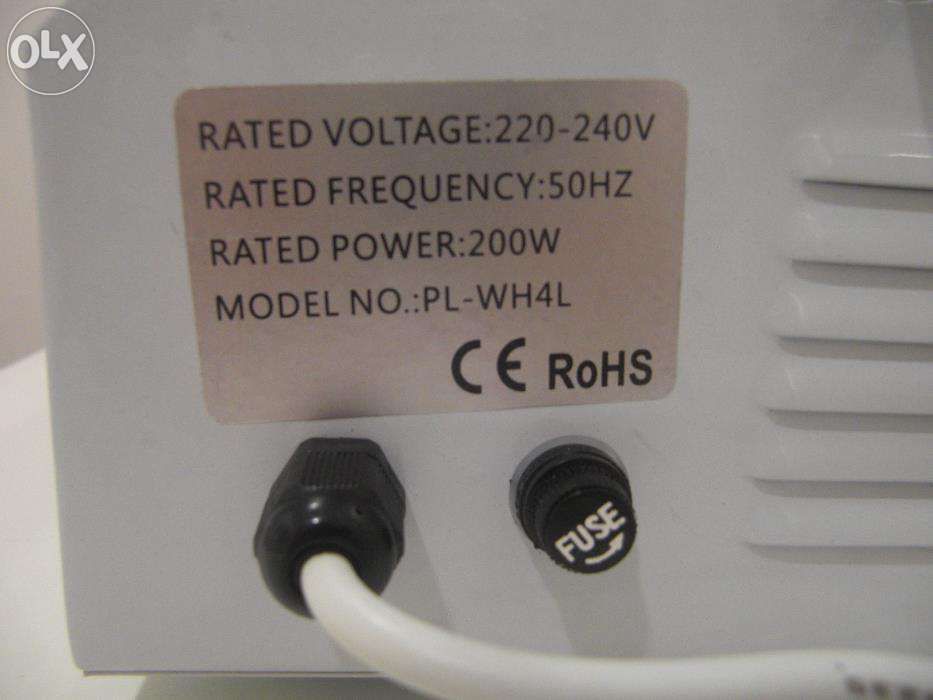 OLX
RATED VOLTAGE:220-240V
RATED FREQUENCY:50HZ
RATED POWER:200W
MODEL NO.:PL-WH4L
CE RoHS
FUSE